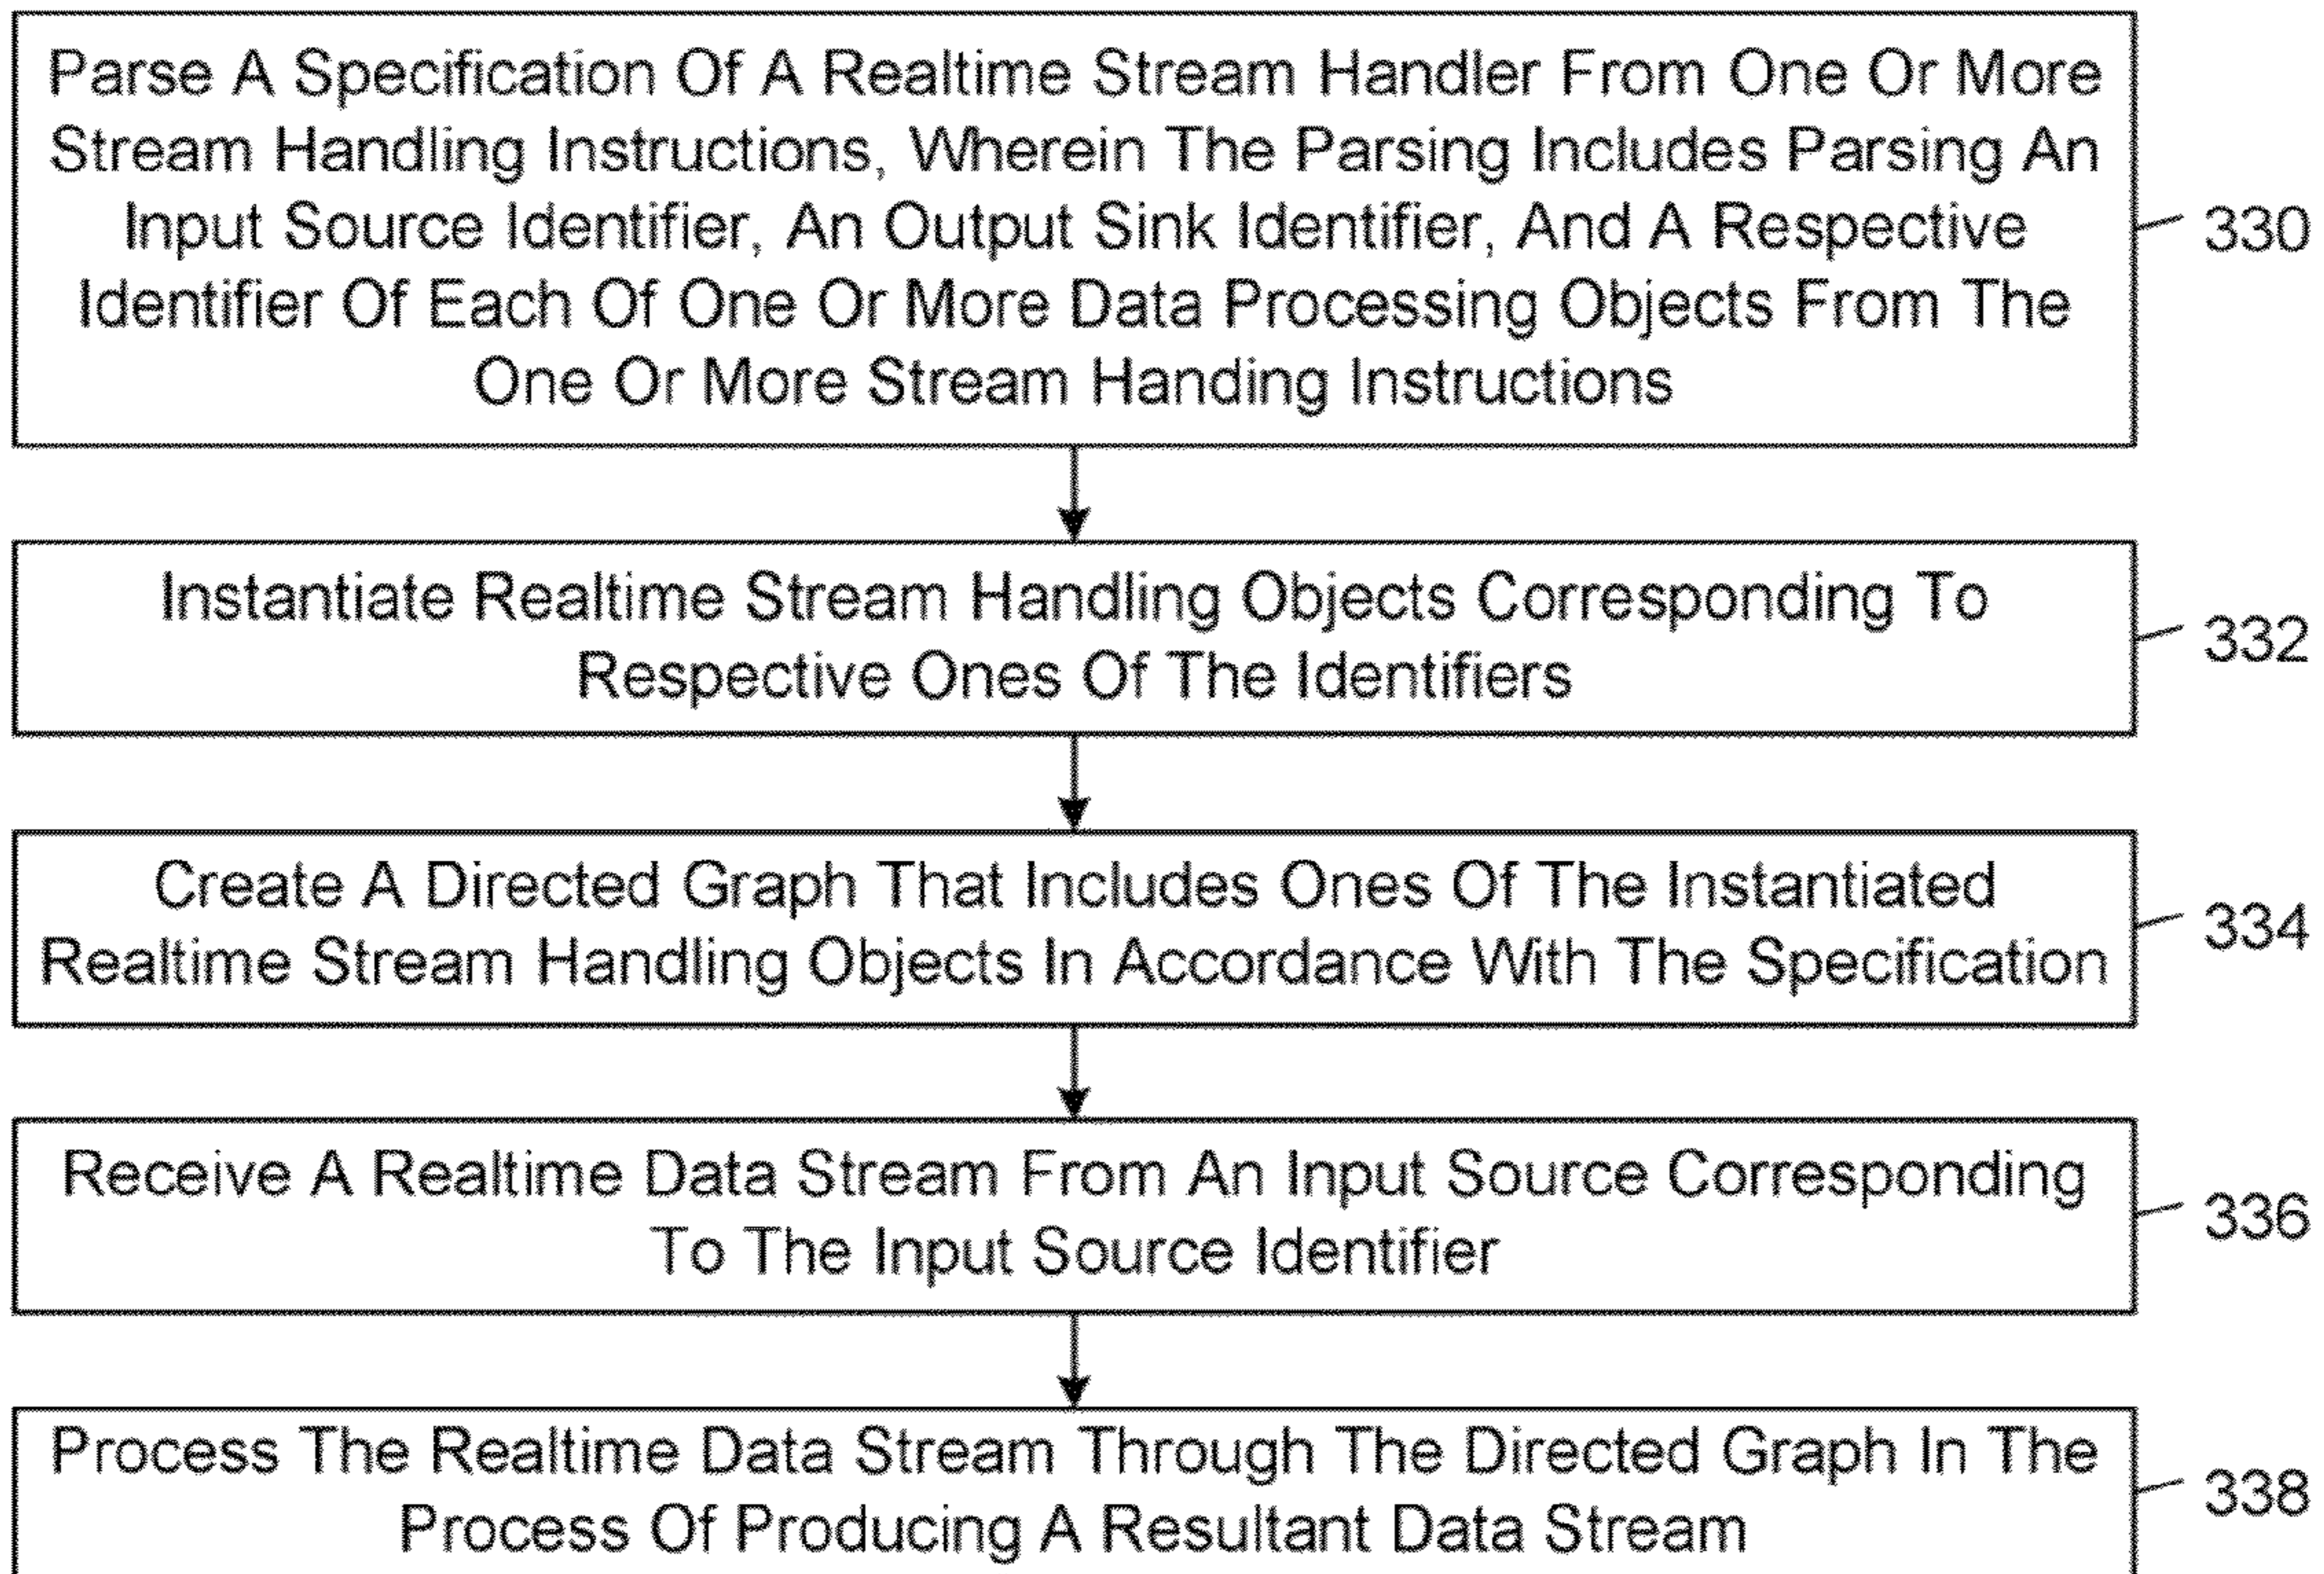 Parse A Specification Of A Realtime Stream Handler From One Or More
Stream Handling Instructions, Wherein The Parsing Includes Parsing An
Input Source Identifier, An Output Sink Identifier, And A Respective
Identifier Of Each Of One Or More Data Processing Objects From The
One Or More Stream Handing Instructions
330
Instantiate Realtime Stream Handling Objects Corresponding To
Respective Ones Of The Identifiers
332
Create A Directed Graph That Includes Ones Of The Instantiated
Realtime Stream Handling Objects In Accordance With The Specification
334
Receive A Realtime Data Stream From An Input Source Corresponding
To The Input Source Identifier
336
Process The Realtime Data Stream Through The Directed Graph In The
Process Of Producing A Resultant Data Stream
338